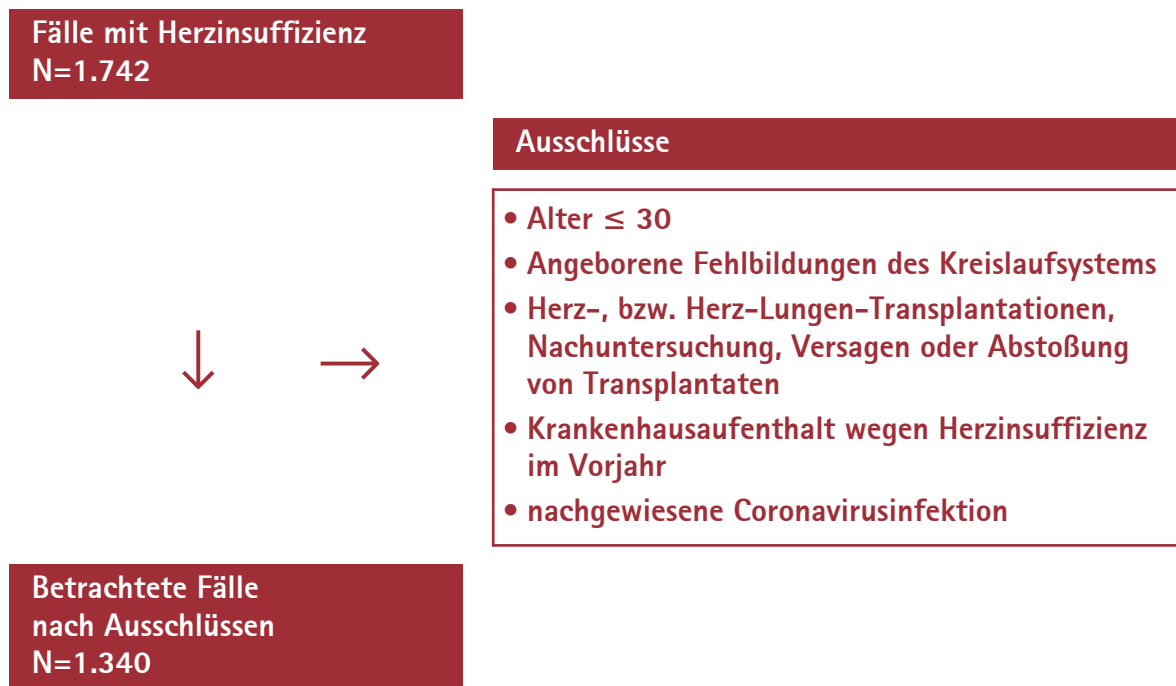 Fälle mit Herzinsuffizienz
N=1.742
Ausschlüsse
• Alter ≤ 30
• Angeborene Fehlbildungen des Kreislaufsystems
• Herz-, bzw. Herz-Lungen-Transplantationen,
Nachuntersuchung, Versagen oder Abstoßung
von Transplantaten
• Krankenhausaufenthalt wegen Herzinsuffizienz
im Vorjahr
• nachgewiesene Coronavirusinfektion
Betrachtete Fälle
nach Ausschlüssen
N=1.340